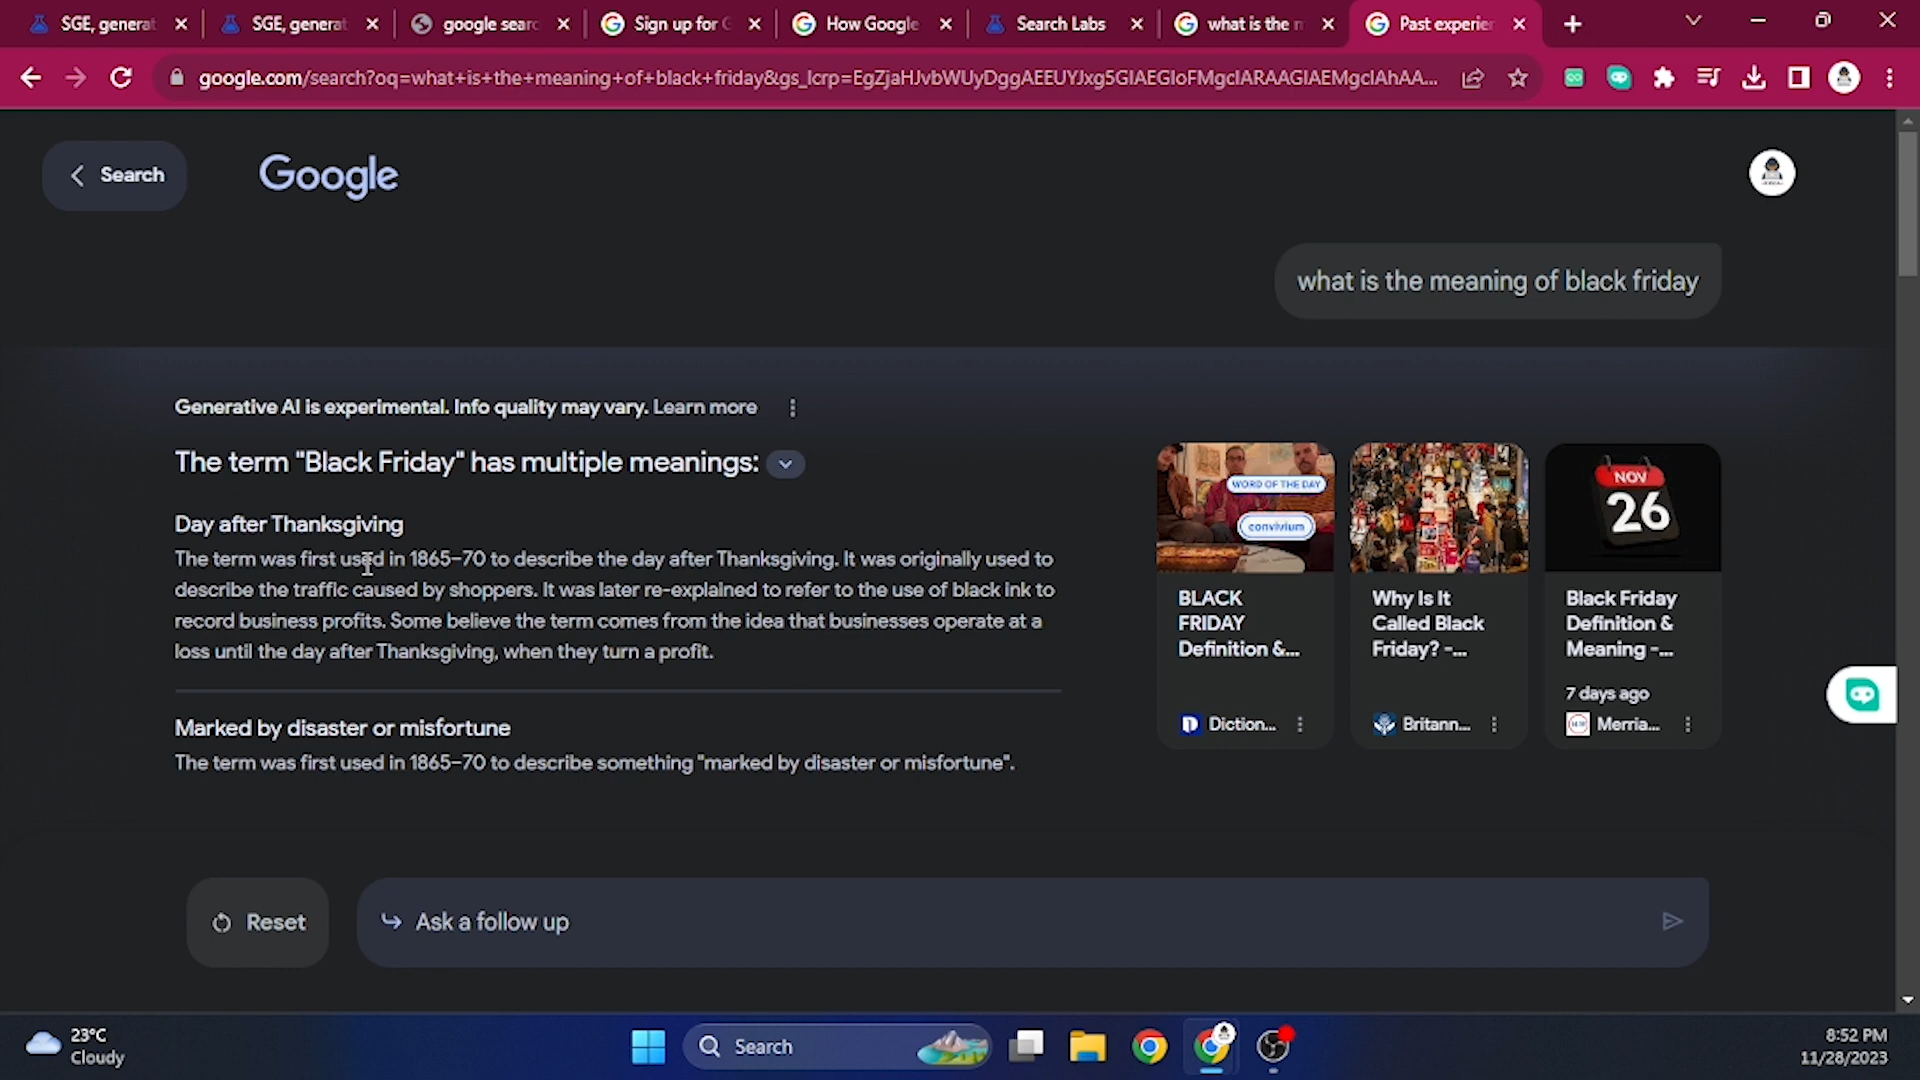 SGE, generat
SGE, generat
google sear
Sign up for G
How Google
Search Labs
what is the n
Past experie
google.com/search?oq=what+is+the+meaning+of+black+friday&gs_lcrp=EgZjaHJvbWUyDggAEEUYJxg5GIAEGIoFMgcIARAAGIAEMgcIAhAA...
Search
Google
what is the meaning of black friday
Generative AI is experimental. Info quality may vary. Learn more
The term "Black Friday" has multiple meanings:
Day after Thanksgiving
The term was first used in 1865–70 to describe the day after Thanksgiving. It was originally used to
describe the traffic caused by shoppers. It was later re-explained to refer to the use of black ink to
record business profits. Some believe the term comes from the idea that businesses operate at a
loss until the day after Thanksgiving, when they turn a profit.
Marked by disaster or misfortune
The term was first used in 1865–70 to describe something "marked by disaster or misfortune".
WORD OF THE DAY
convivium
BLACK
FRIDAY
Definition &...
Diction...
Why Is It
Called Black
Friday? -...
Britann...
NOV
26
Black Friday
Definition &
Meaning -...
7 days ago
Merria...
Reset
Ask a follow up
23°C
Cloudy
Search
8:52 PM
11/28/2023